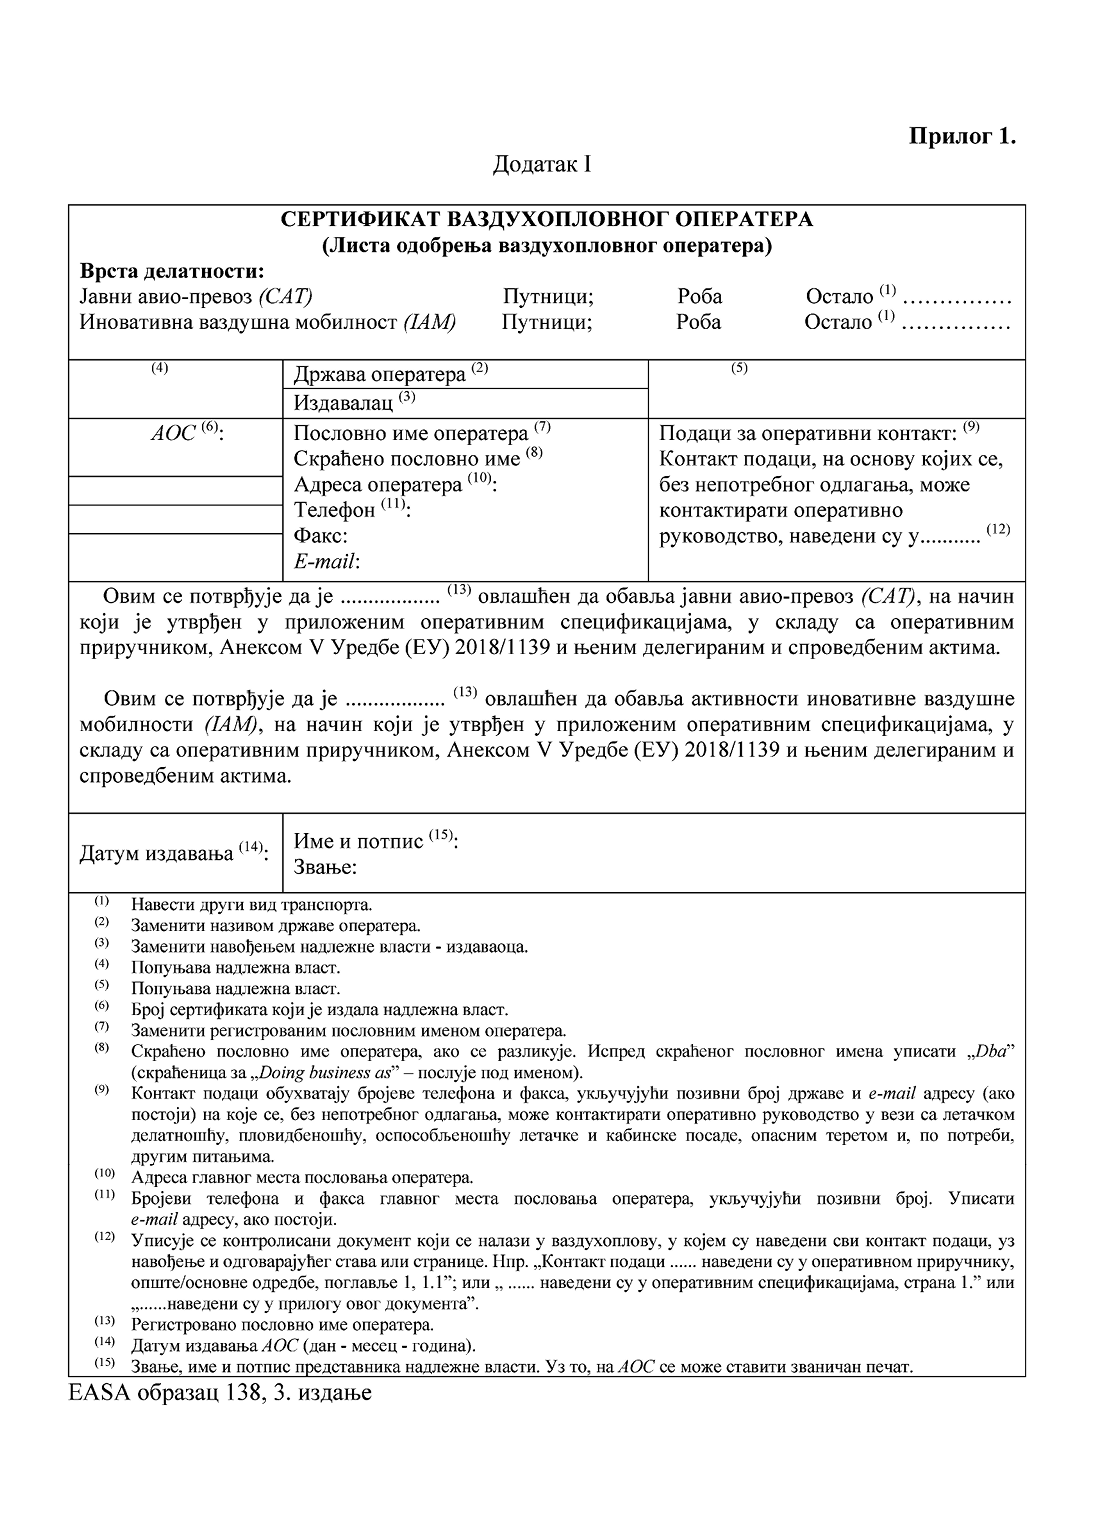 Прилог 1.
Додатак I
СЕРТИФИКАТ ВАЗДУХОПЛОВНОГ ОПЕРАТЕРА
(Листа одобрења ваздухопловног оператера)
Врста делатности:
Јавни авио-превоз (CAT) Путници; Роба Остало (1) ……………
Иновативна ваздушна мобилност (IAM) Путници; Роба Остало (1) ……………
(4)
Држава оператера (2)
Издавалац (3)
(5)
AOC (6):
Пословно име оператера (7)
Скраћено пословно име (8)
Адреса оператера (10):
Телефон (11):
Факс:
E-mail:
Подаци за оперативни контакт: (9)
Контакт подаци, на основу којих се,
без непотребног одлагања, може
контактирати оперативно
руководство, наведени су у........... (12)
Овим се потврђује да је .................. (13) овлашћен да обавља јавни авио-превоз (CAT), на начин
који је утврђен у приложеним оперативним спецификацијама, у складу са оперативним
приручником, Анексом V Уредбе (ЕУ) 2018/1139 и њеним делегираним и спроведбеним актима.
Овим се потврђује да је .................. (13) овлашћен да обавља активности иновативне ваздушне
мобилности (IAM), на начин који је утврђен у приложеним оперативним спецификацијама, у
складу са оперативним приручником, Анексом V Уредбе (ЕУ) 2018/1139 и њеним делегираним и
спроведбеним актима.
Датум издавања (14):
Име и потпис (15):
Звање:
(1) Навести други вид транспорта.
(2) Заменити називом државе оператера.
(3) Заменити навођењем надлежне власти - издаваоца.
(4) Попуњава надлежна власт.
(5) Попуњава надлежна власт.
(6) Број сертификата који је издала надлежна власт.
(7) Заменити регистрованим пословним именом оператера.
(8) Скраћено пословно име оператера, ако се разликује. Испред скраћеног пословног имена уписати „Dba”
(скраћеница за „Doing business as” – послује под именом).
(9) Контакт подаци обухватају бројеве телефона и факса, укључујући позивни број државе и e-mail адресу (ако
постоји) на које се, без непотребног одлагања, може контактирати оперативно руководство у вези са летачком
делатношћу, пловидбеношћу, оспособљеношћу летачке и кабинске посаде, опасним теретом и, по потреби,
другим питањима.
(10) Адреса главног места пословања оператера.
(11) Бројеви телефона и факса главног места пословања оператера, укључујући позивни број. Уписати
e-mail адресу, ако постоји.
(12) Уписује се контролисани документ који се налази у ваздухоплову, у којем су наведени сви контакт подаци, уз
навођење и одговарајућег става или странице. Нпр. „Контакт подаци ...... наведени су у оперативном приручнику,
опште/основне одредбе, поглавље 1, 1.1”; или „ ...... наведени су у оперативним спецификацијама, страна 1.” или
„......наведени су у прилогу овог документа”.
(13) Регистровано пословно име оператера.
(14) Датум издавања AOC (дан - месец - година).
(15) Звање, име и потпис представника надлежне власти. Уз то, на AOC се може ставити званичан печат.
EASA образац 138, 3. издање